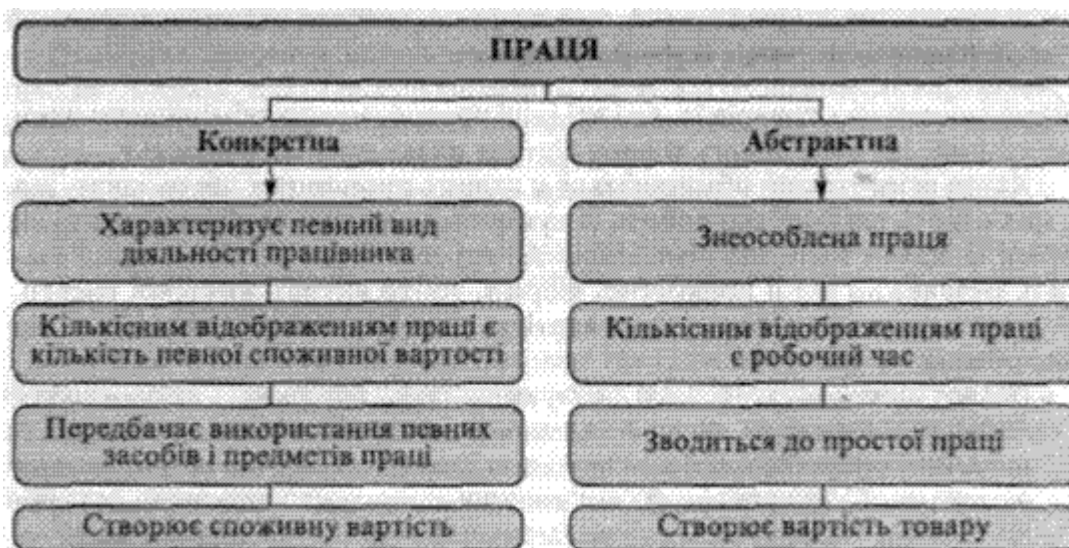 ПРАЦЯ
Конкретна
Абстрактна
Характеризує певний вид
діяльності працівника
Знеособлена праця
Кількісним відображенням праці є
кількість певної споживної вартості
Кількісним відображенням праці
є робочий час
Передбачає використання певних
засобів і предметів праці
Зводиться до простої праці
Створює споживну вартість
Створює вартість товару